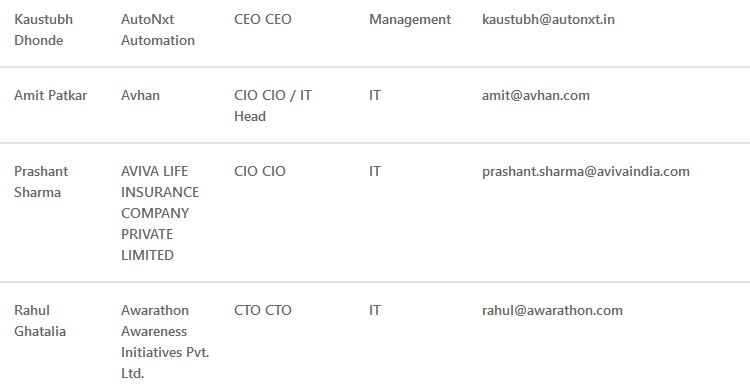 Kaustubh AutoNxt CEO CEO Management kaustubh@autonxt.in
Dhonde Automation
Amit Patkar Avhan CIO CIO / IT IT amit@avhan.com
Head
Prashant AVIVA LIFE CIO CIO IT prashant.sharma@avivaindia.com
Sharma INSURANCE
COMPANY
PRIVATE
LIMITED
Rahul Awarathon CTO CTO IT rahul@awarathon.com
Ghatalia Awareness
Initiatives Pvt.
Ltd.